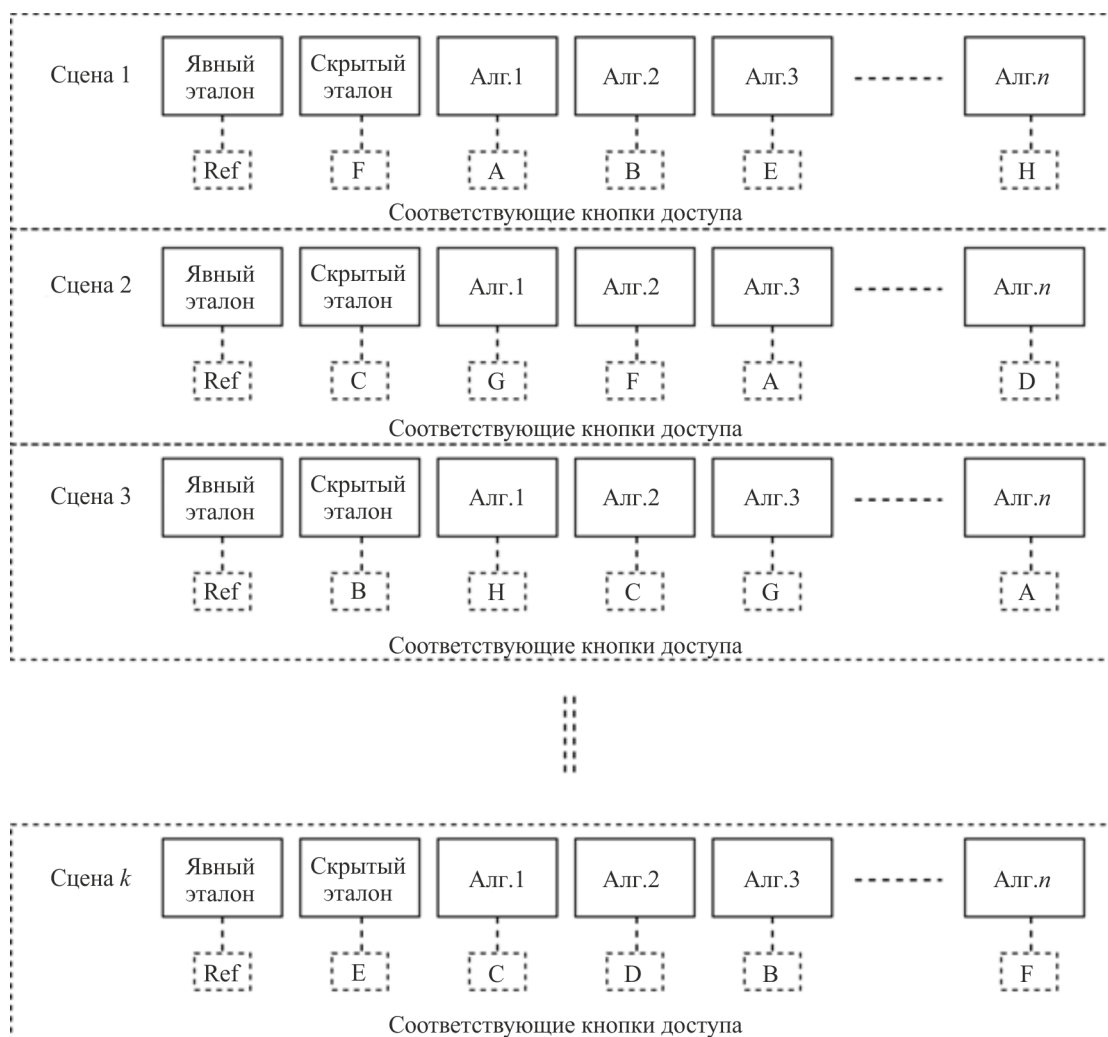 Сцена 1
Явный эталон
Скрытый эталон
Алг.1
Алг.2
Алг.3
Алг.n
Ref
F
A
B
E
H
Соответствующие кнопки доступа
Сцена 2
Явный эталон
Скрытый эталон
Алг.1
Алг.2
Алг.3
Алг.n
Ref
C
G
F
A
D
Соответствующие кнопки доступа
Сцена 3
Явный эталон
Скрытый эталон
Алг.1
Алг.2
Алг.3
Алг.n
Ref
B
H
C
G
A
Соответствующие кнопки доступа
Сцена k
Явный эталон
Скрытый эталон
Алг.1
Алг.2
Алг.3
Алг.n
Ref
E
C
D
B
F
Соответствующие кнопки доступа